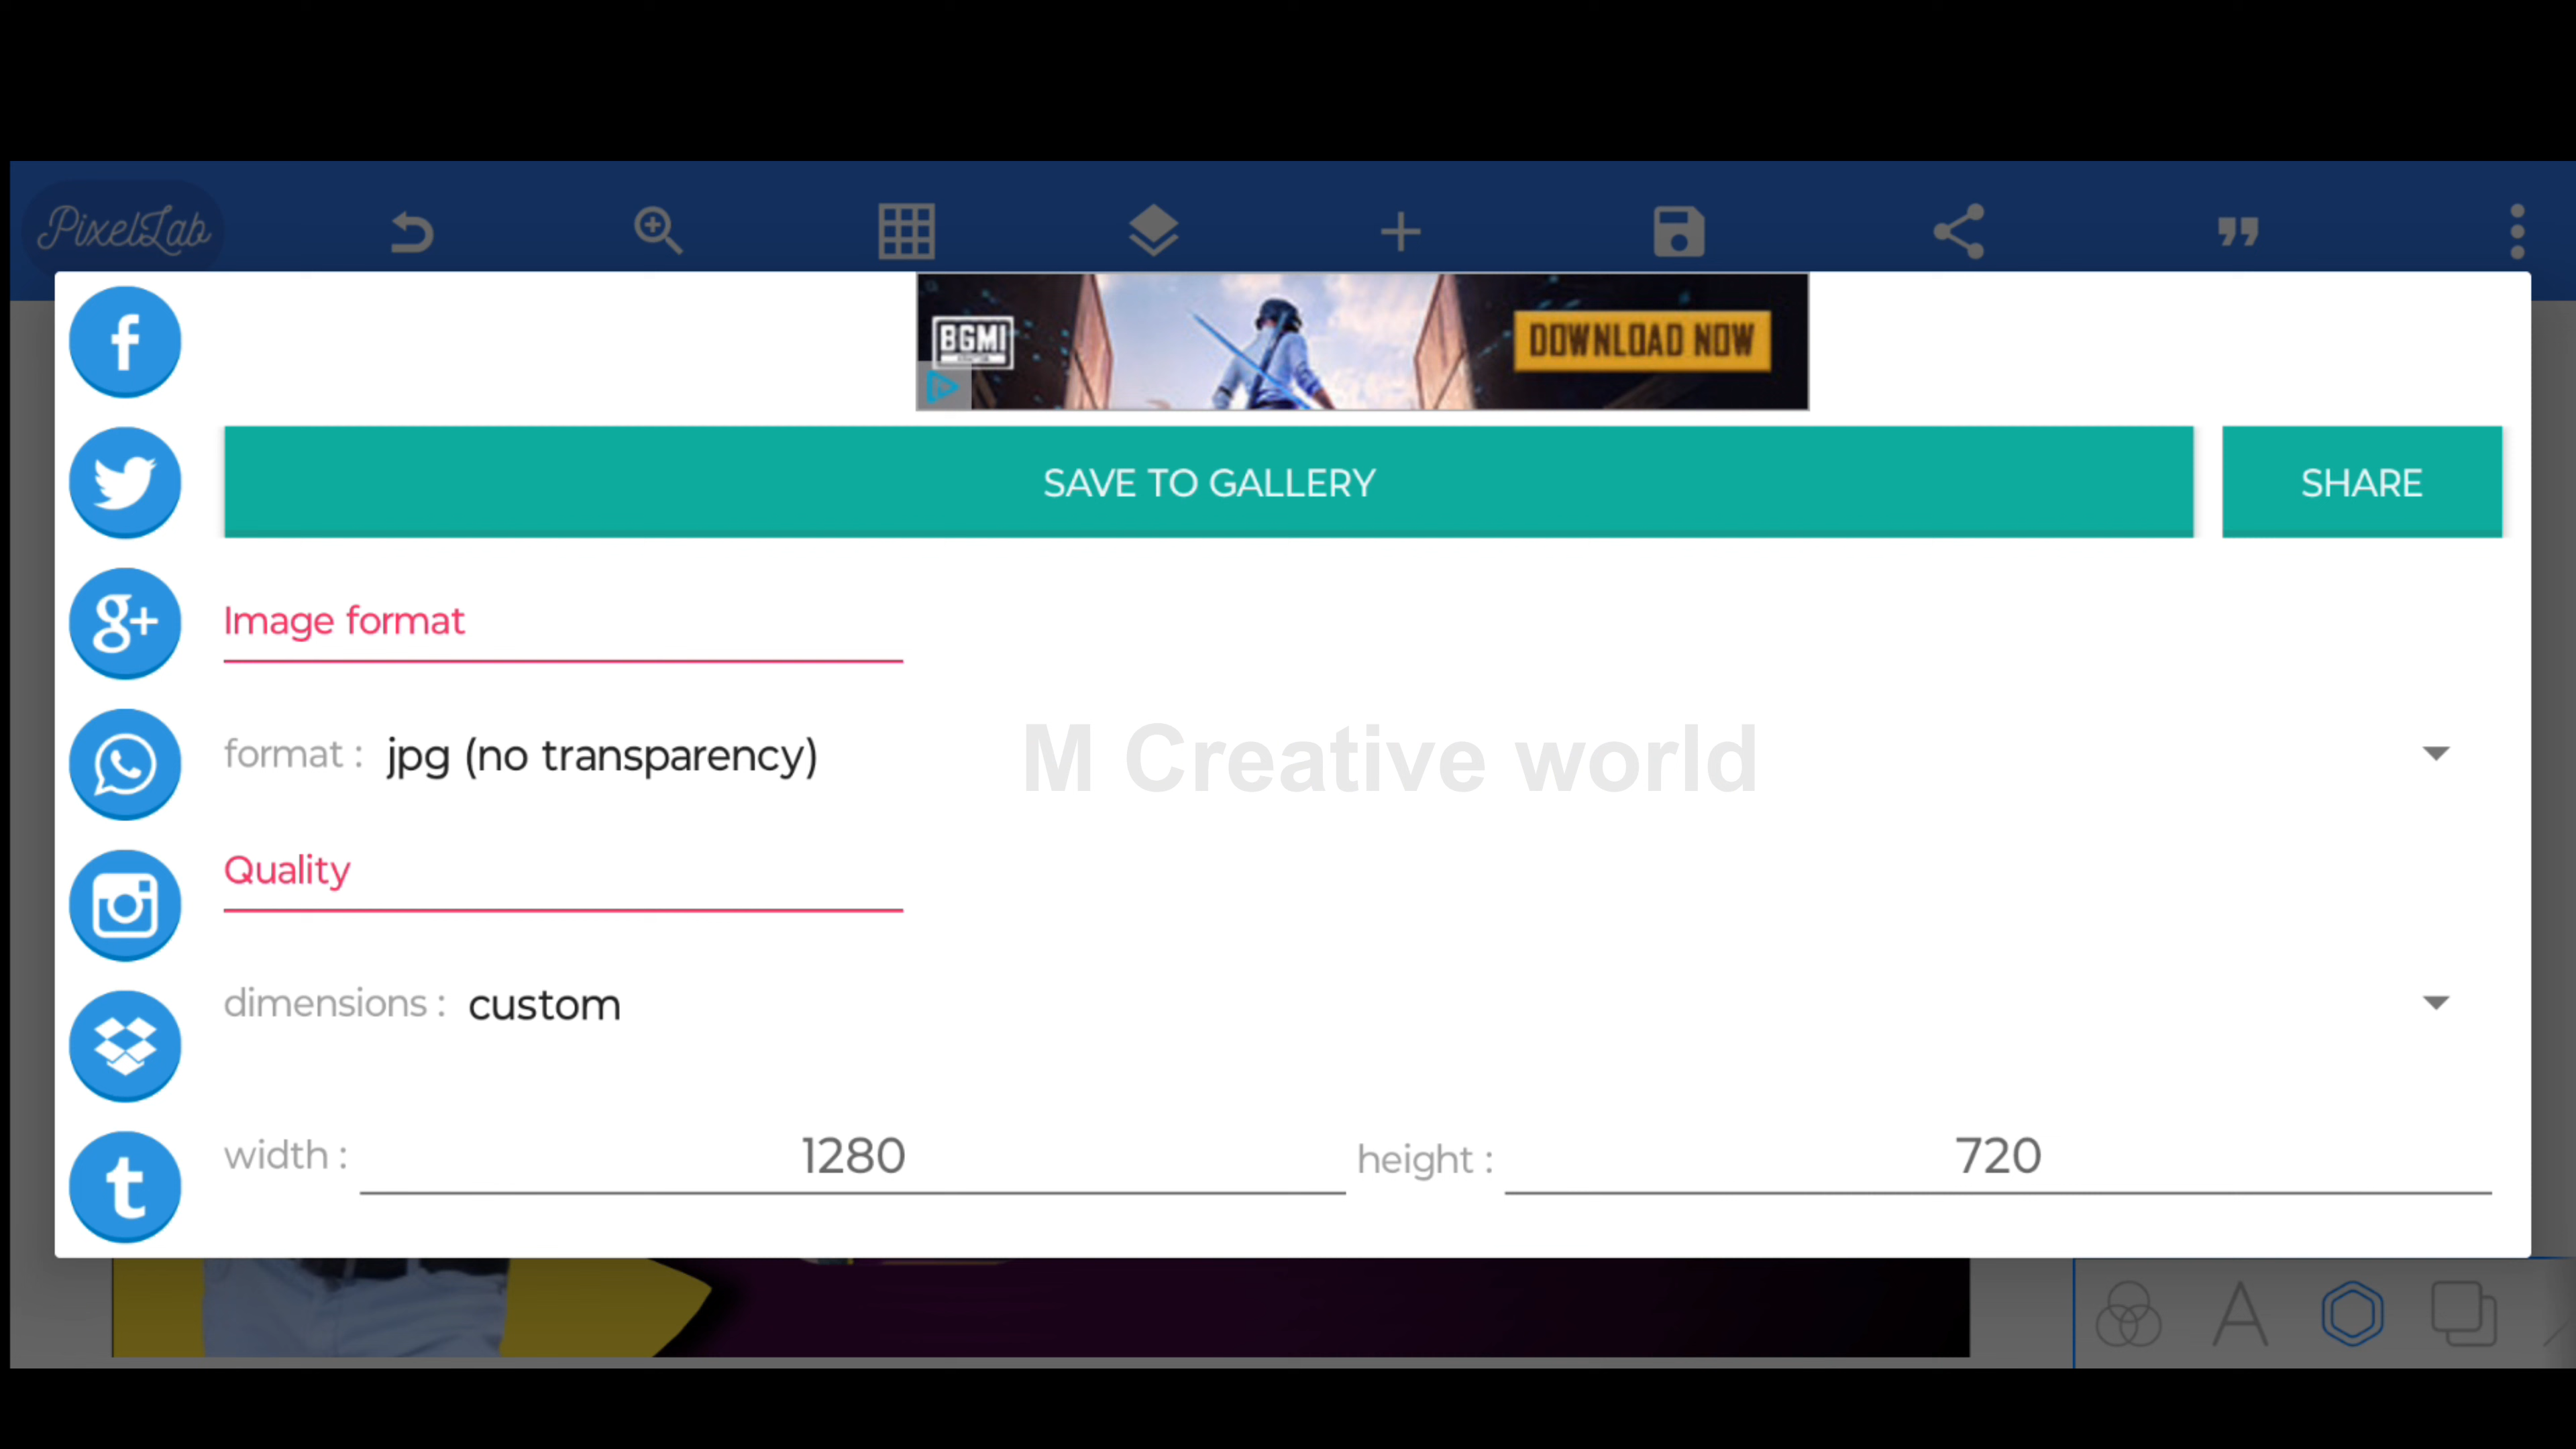 PixelLab
BGMI
DOWNLOAD NOW
SAVE TO GALLERY
SHARE
Image format
format : jpg (no transparency)
M Creative world
Quality
dimensions : custom
width : 1280 height : 720